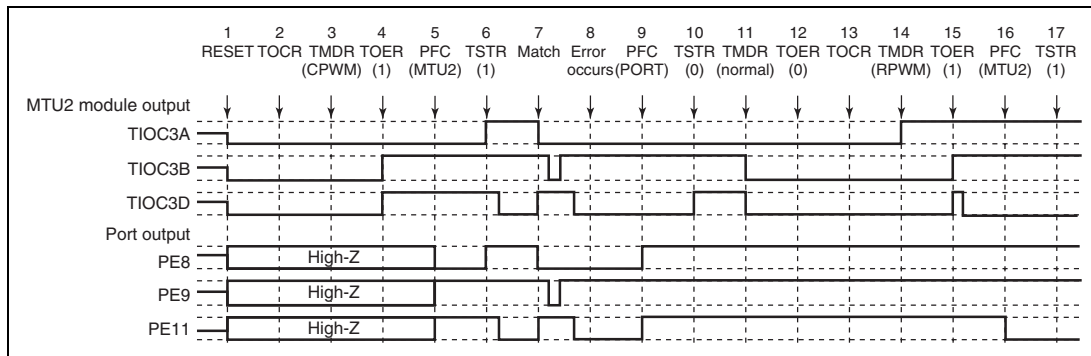 1 2 3 4 5 6 7 8 9 10 11 12 13 14 15 16 17
RESET TOCR TMDR TOER PFC TSTR Match Error PFC TSTR TMDR TOER TOCR TMDR TOER PFC TSTR
(CPWM) (1) (MTU2) (1) occurs (PORT) (0) (normal) (0) (RPWM) (1) (MTU2) (1)
MTU2 module output
TIOC3A
TIOC3B
TIOC3D
Port output
PE8 High-Z
PE9 High-Z
PE11 High-Z